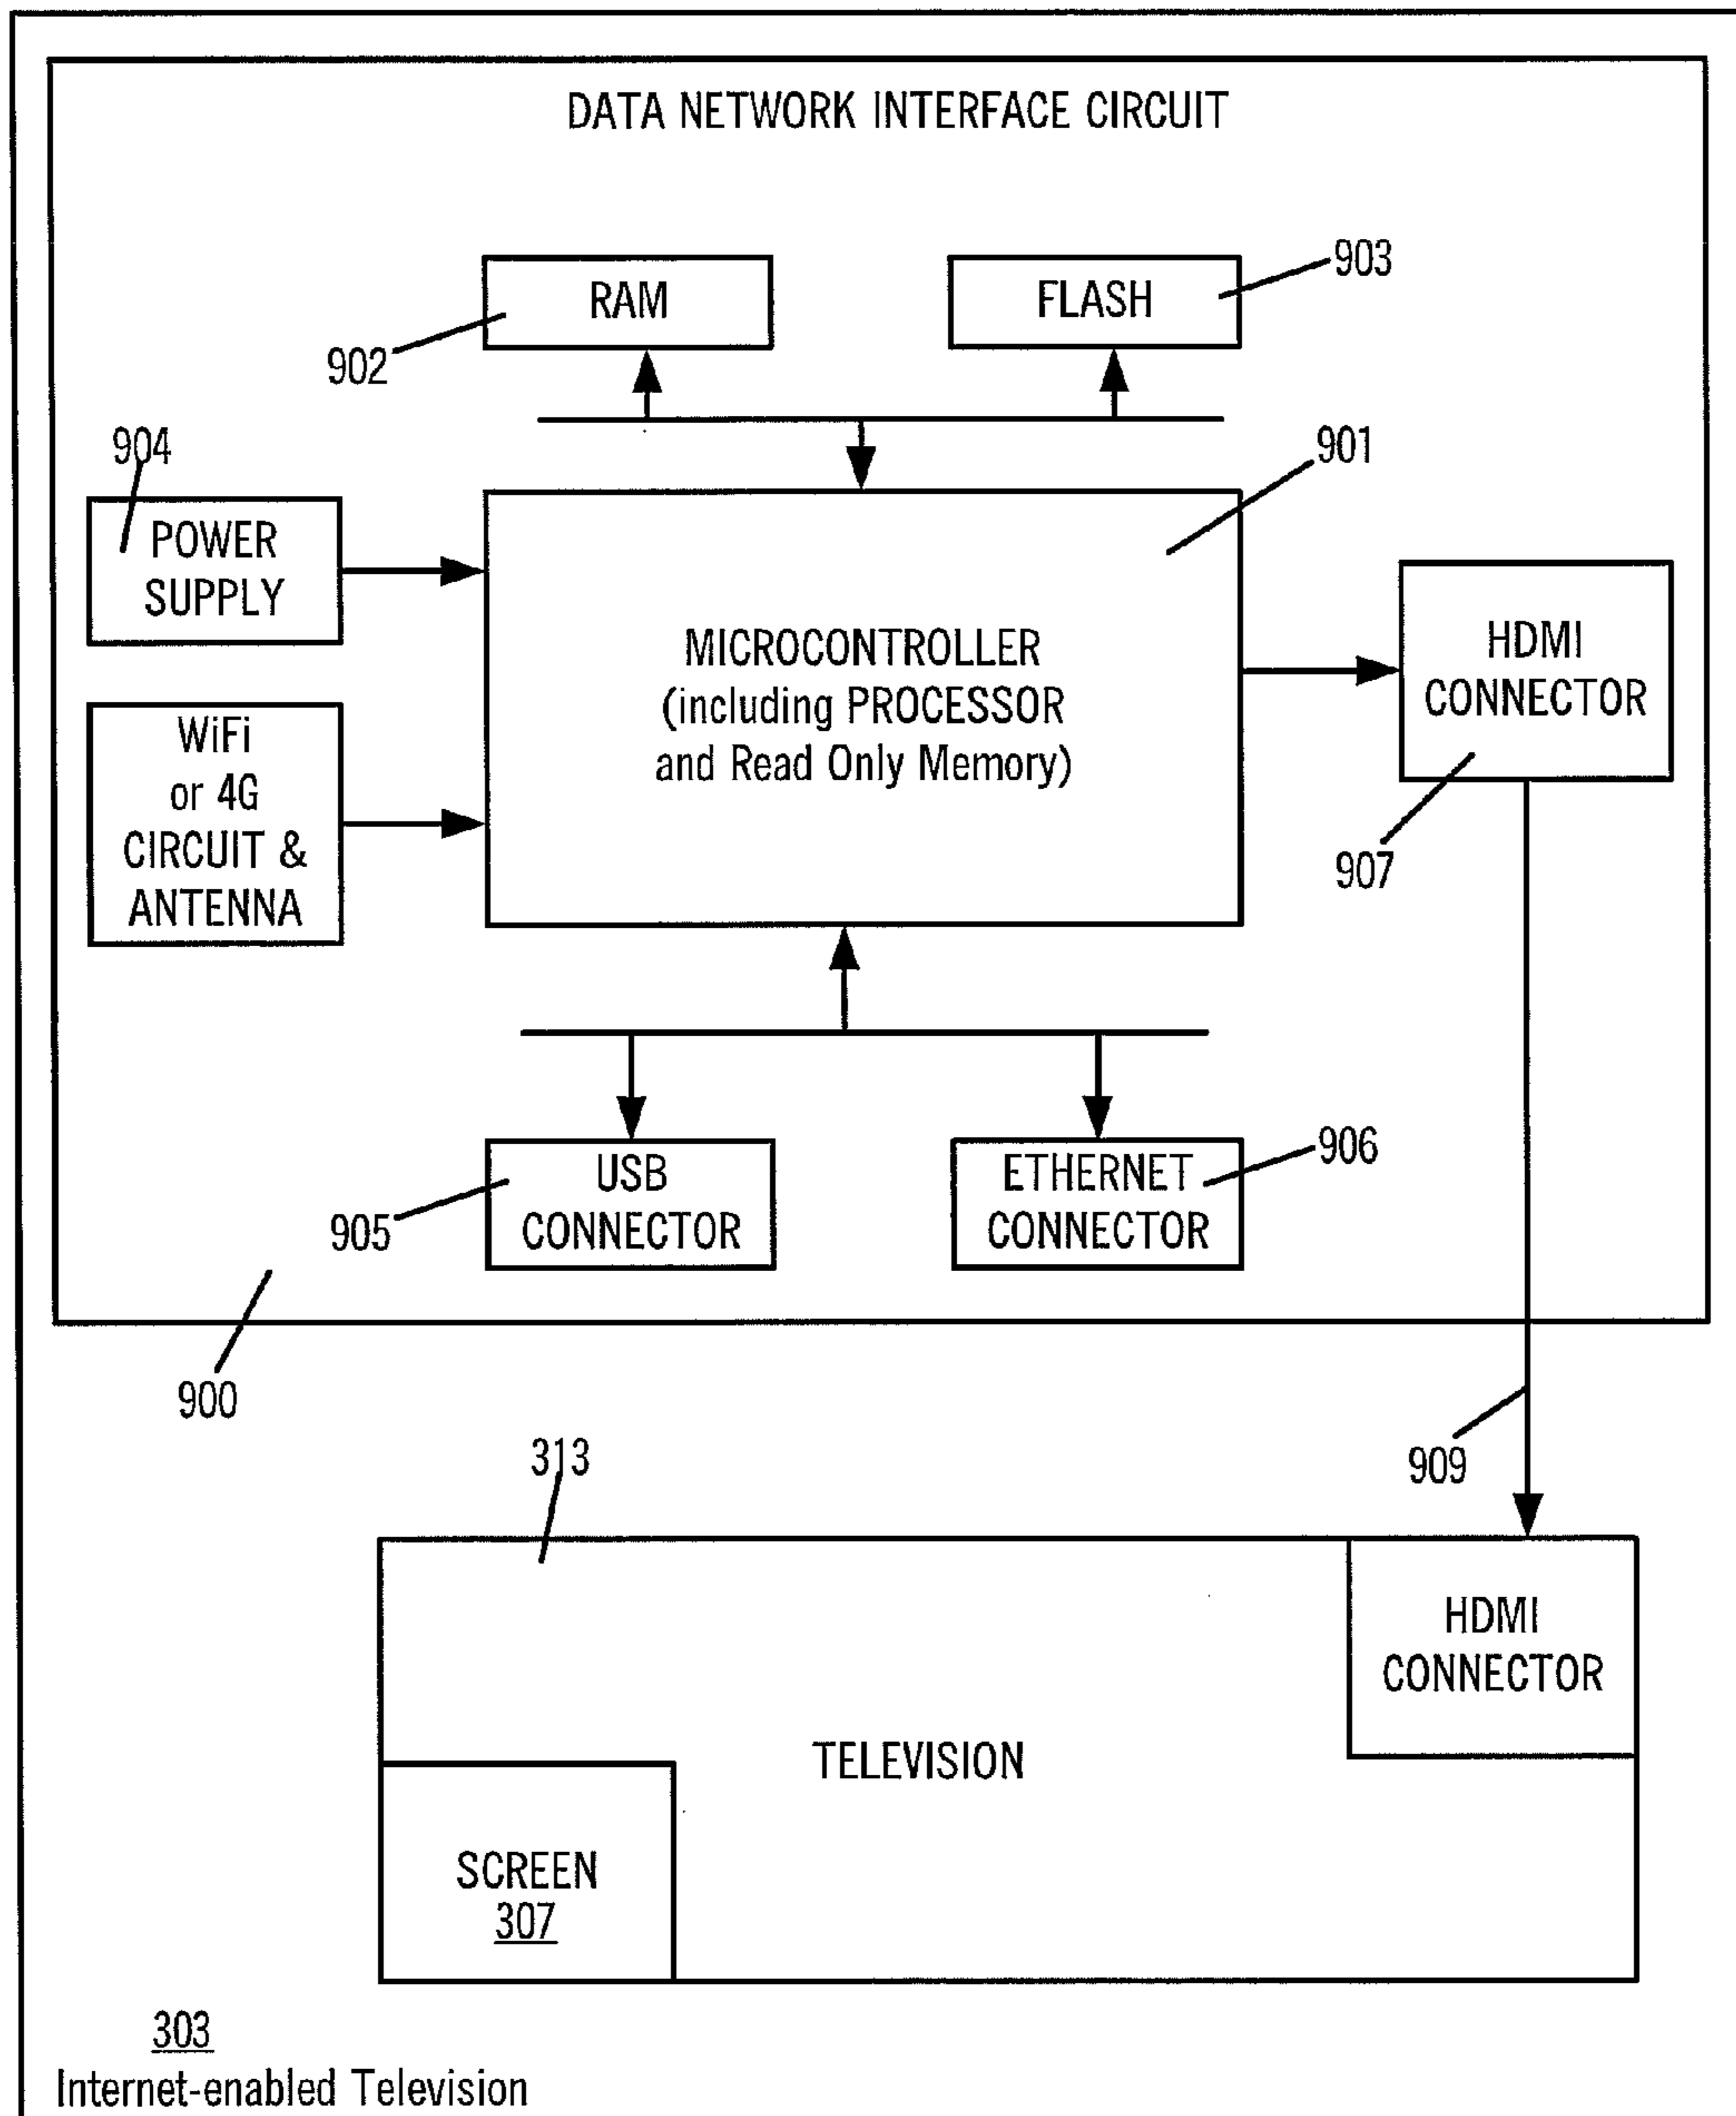 DATA NETWORK INTERFACE CIRCUIT
RAM
902
FLASH
903
904
POWER
SUPPLY
901
MICROCONTROLLER
(including PROCESSOR
and Read Only Memory)
HDMI
CONNECTOR
907
WiFi
or 4G
CIRCUIT &
ANTENNA
USB
CONNECTOR
905
ETHERNET
CONNECTOR
906
900
909
313
HDMI
CONNECTOR
TELEVISION
SCREEN
307
303
Internet-enabled Television